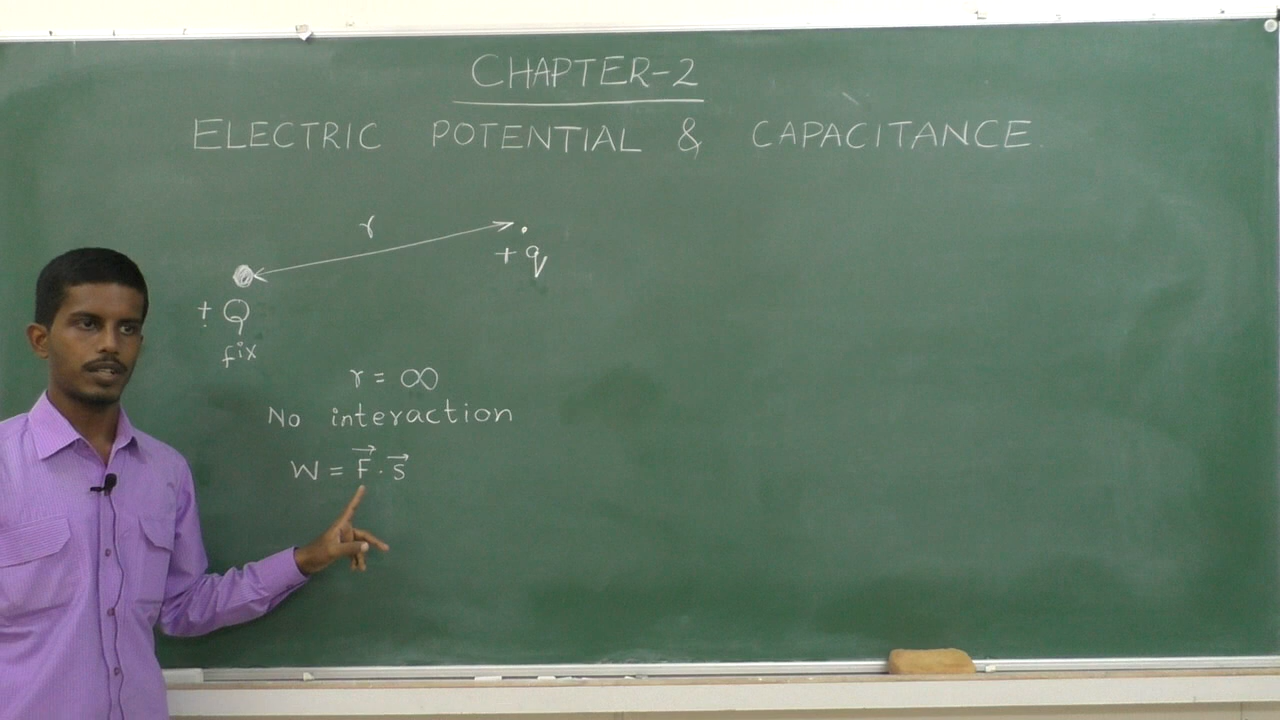 CHAPTER-2
ELECTRIC POTENTIAL & CAPACITANCE.
r
+q
+Q
fix
r = ∞
No interaction
W = F⃗ . s⃗